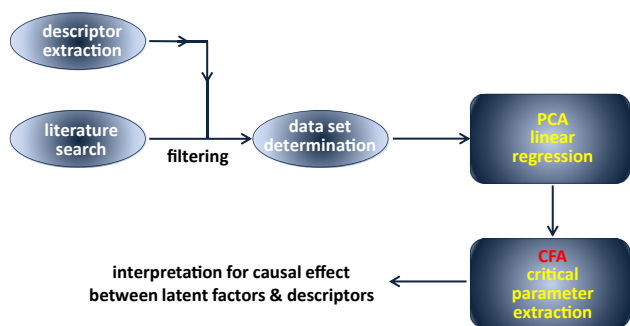 descriptor
extraction
literature
search
filtering
data set
determination
PCA
linear
regression
CFA
critical
parameter
extraction
interpretation for causal effect
between latent factors & descriptors